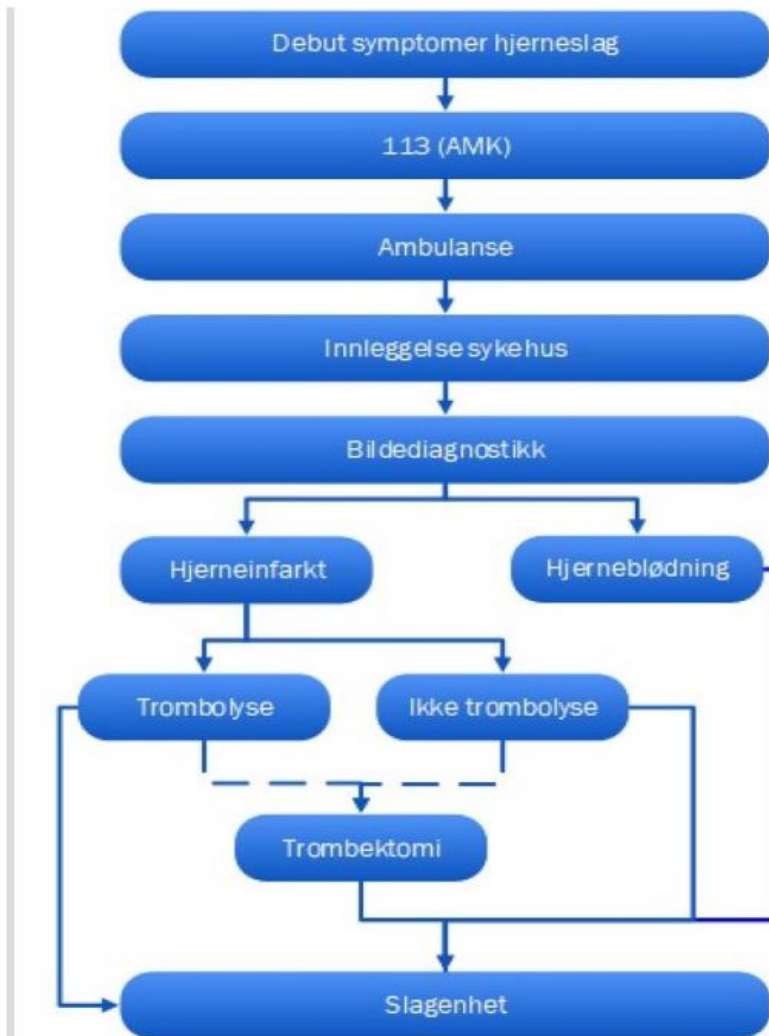 Debut symptomer hjerneslag
113 (AMK)
Ambulanse
Innleggelse sykehus
Bildediagnostikk
Hjerneinfarkt
Hjerneblødning
Trombolyse
Ikke trombolyse
Trombektomi
Slagenhet